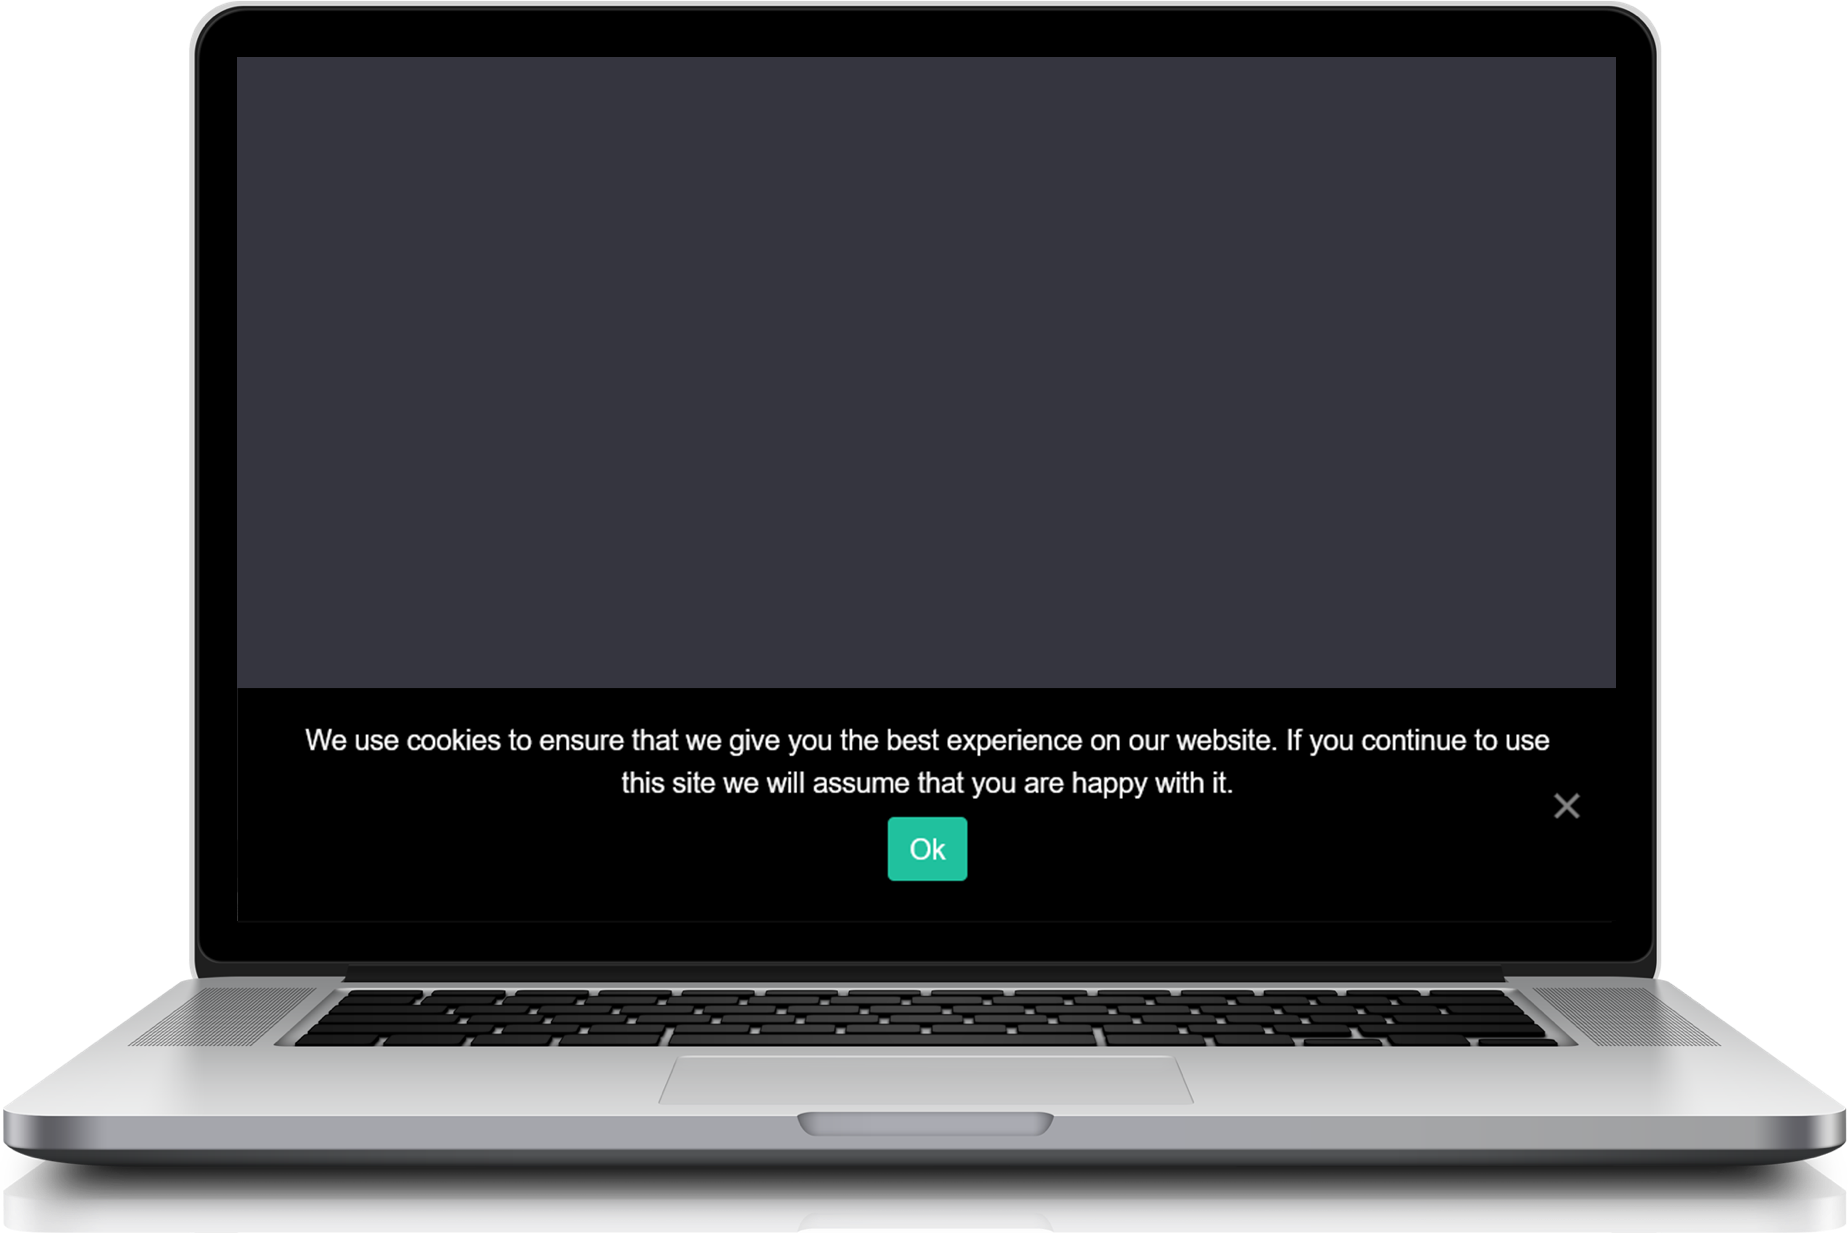 We use cookies to ensure that we give you the best experience on our website. If you continue to use
this site we will assume that you are happy with it.
Ok